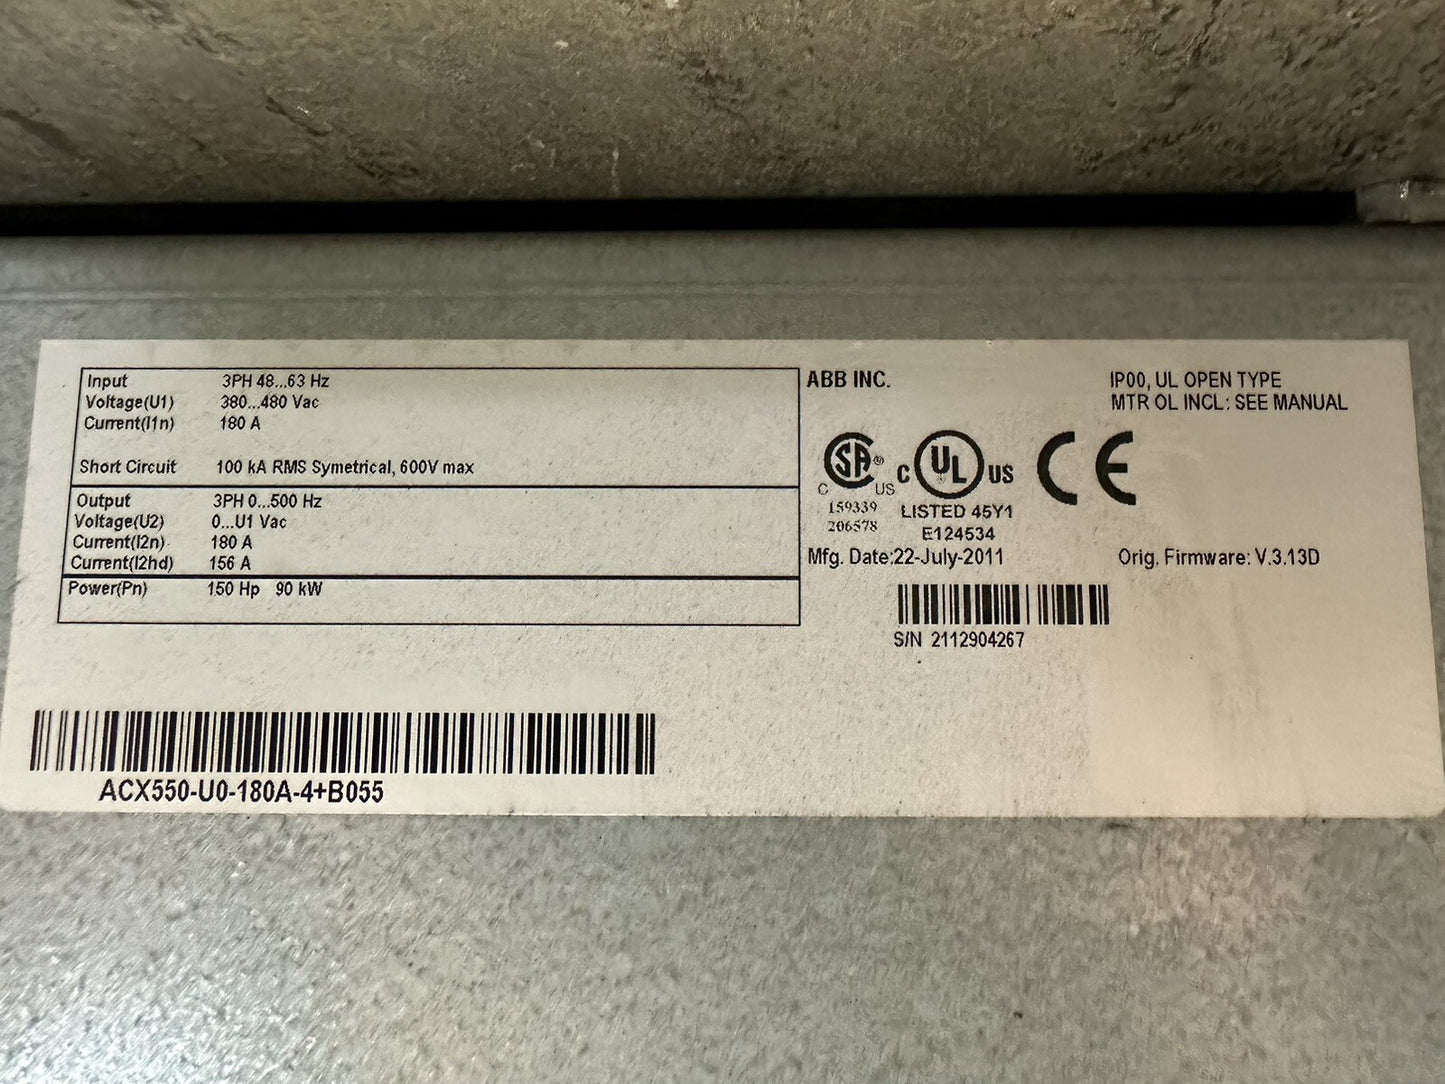 Input 3PH 48...63 Hz
Voltage(U1) 380...480 Vac
Current(I1n) 180 A
Short Circuit 100 kA RMS Symetrical, 600V max
Output 3PH 0...500 Hz
Voltage(U2) 0...U1 Vac
Current(I2n) 180 A
Current(I2hd) 156 A
Power(Pn) 150 Hp 90 kW
ABB INC.
IP00, UL OPEN TYPE
MTR OL INCL: SEE MANUAL
SA®
C US
159339
206578
C UL US
LISTED 45Y1
E124534
CE
Mfg. Date:22-July-2011
Orig. Firmware: V.3.13D
S/N 2112904267
ACX550-U0-180A-4+B055